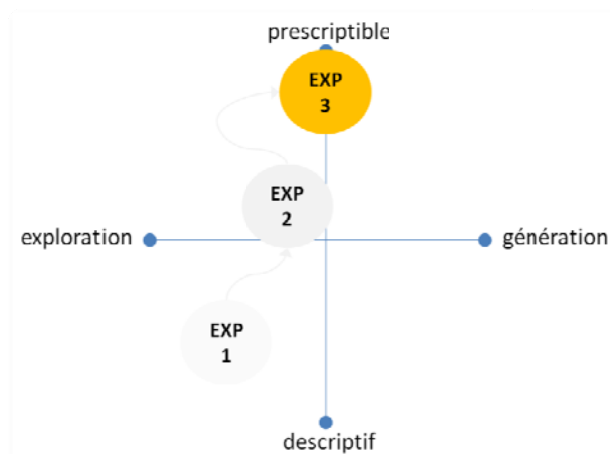 prescriptible
EXP
3
EXP
2
exploration
génération
EXP
1
descriptif